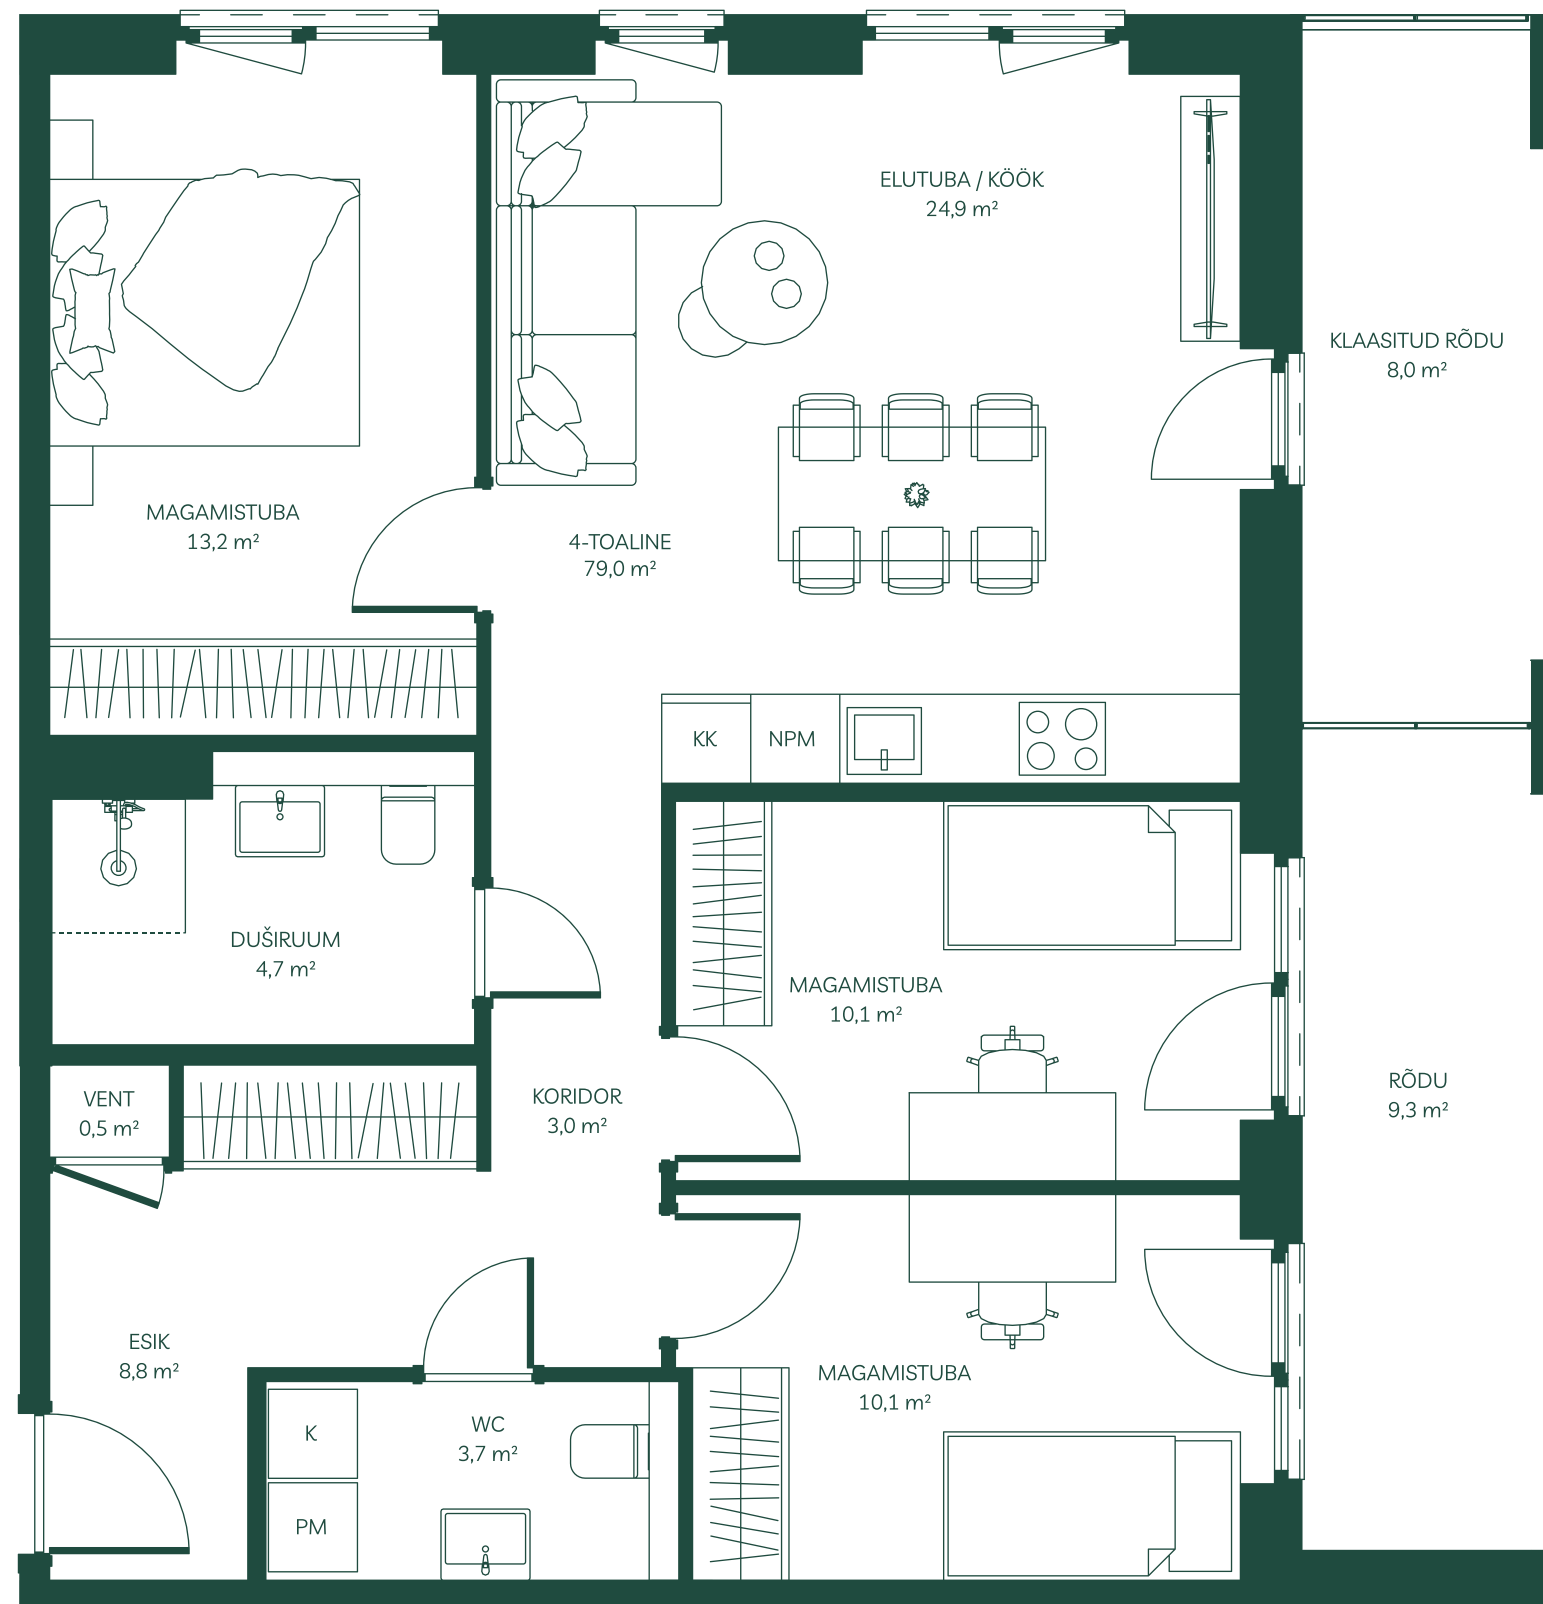 ELUTUBA / KÖÖK
24,9 m²
KLAASITUD RÕDU
8,0 m²
MAGAMISTUBA
13,2 m²
4-TOALINE
79,0 m²
KK
NPM
DUŠIRUUM
4,7 m²
MAGAMISTUBA
10,1 m²
VENT
0,5 m²
KORIDOR
3,0 m²
RÕDU
9,3 m²
ESIK
8,8 m²
MAGAMISTUBA
10,1 m²
K
WC
3,7 m²
PM